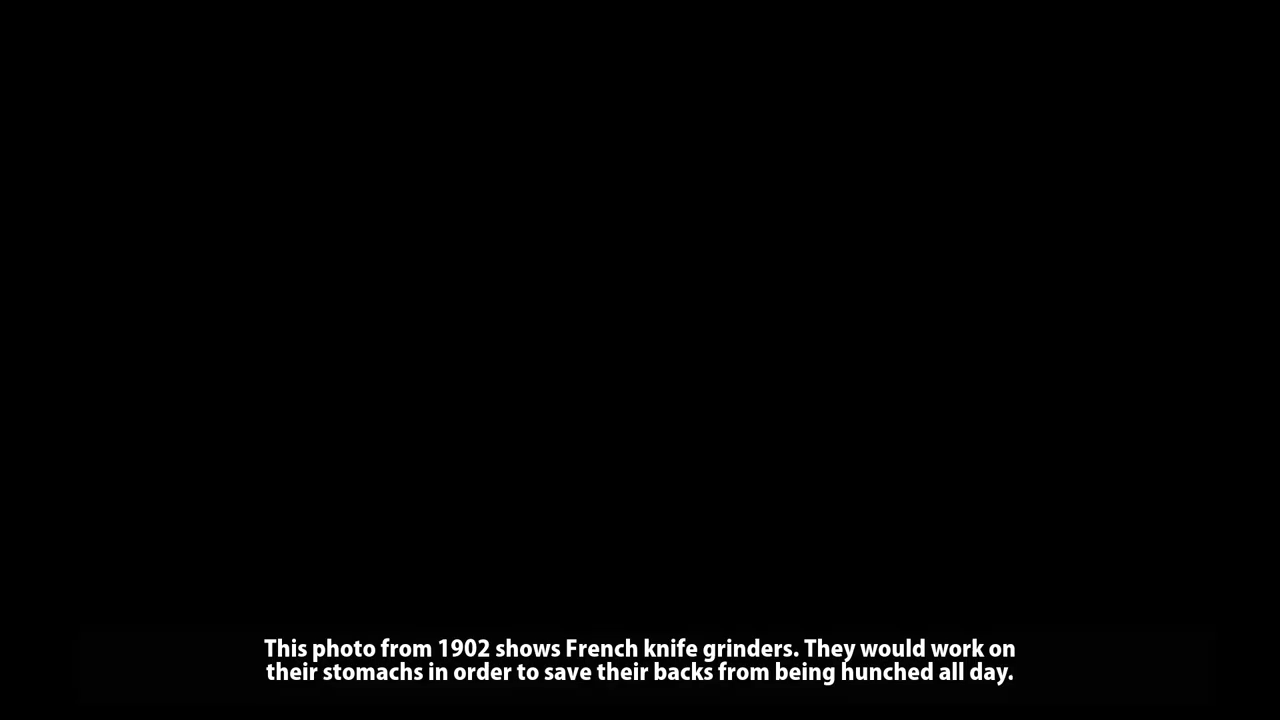 This photo from 1902 shows French knife grinders. They would work on
their stomachs in order to save their backs from being hunched all day.